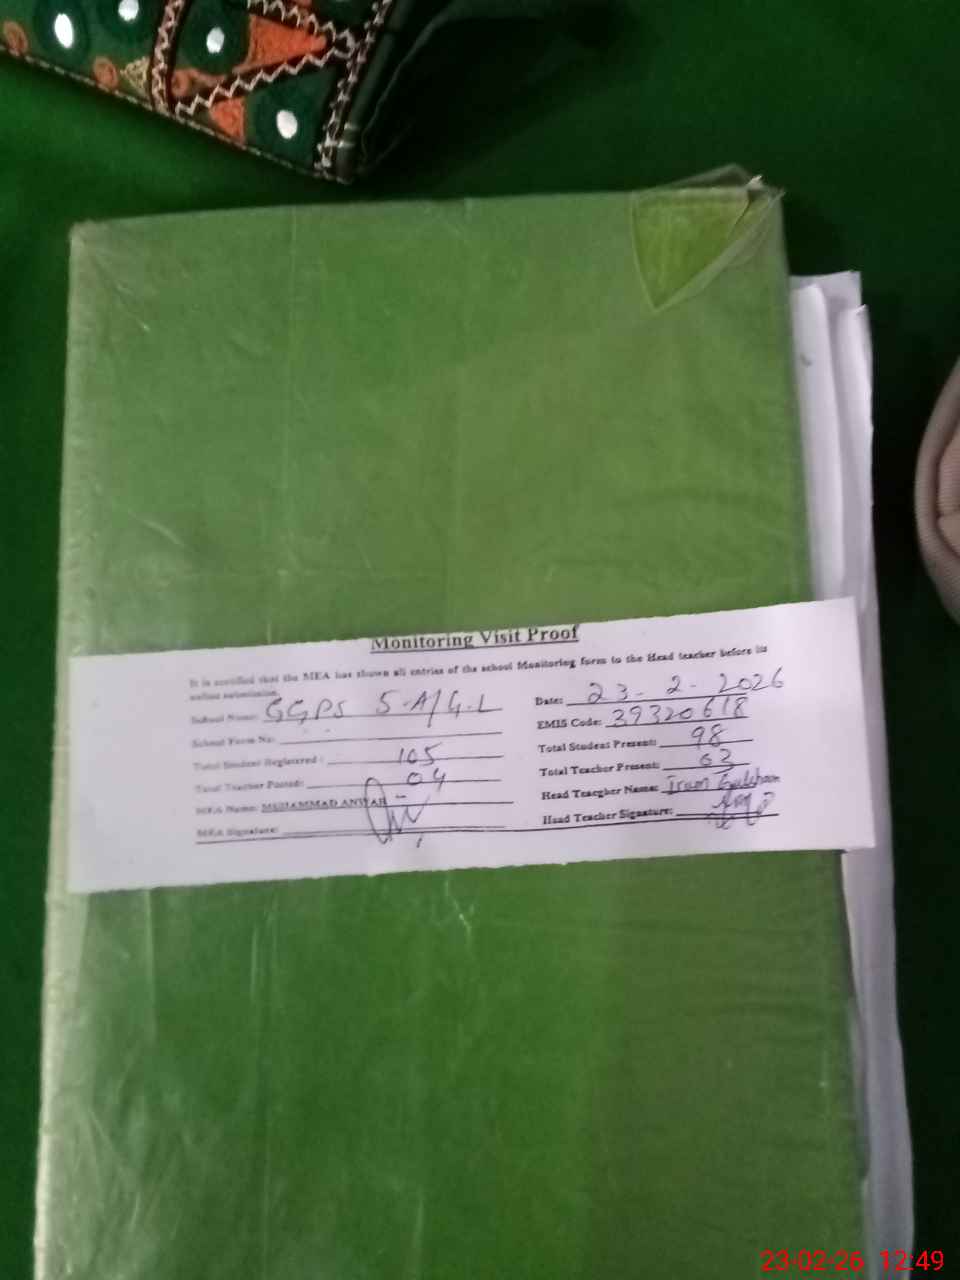 Monitoring Visit Proof
It is certified that the MEA has shown all entries of the school Monitoring form to the Head teacher before its
online submission.
School Name: GGPS 5-A/G.L
Date: 23-2-2026
School Form No:
EMIS Code: 39320618
Total Student Registered : 105
Total Student Present: 98
Total Teacher Posted: 04
Total Teacher Present: 03
MEA Name: MUHAMMAD ANWAR
Head Teacgher Name: Iram Gulshan
MEA Signature:
Head Teacher Signature:
23-02-26 12:49